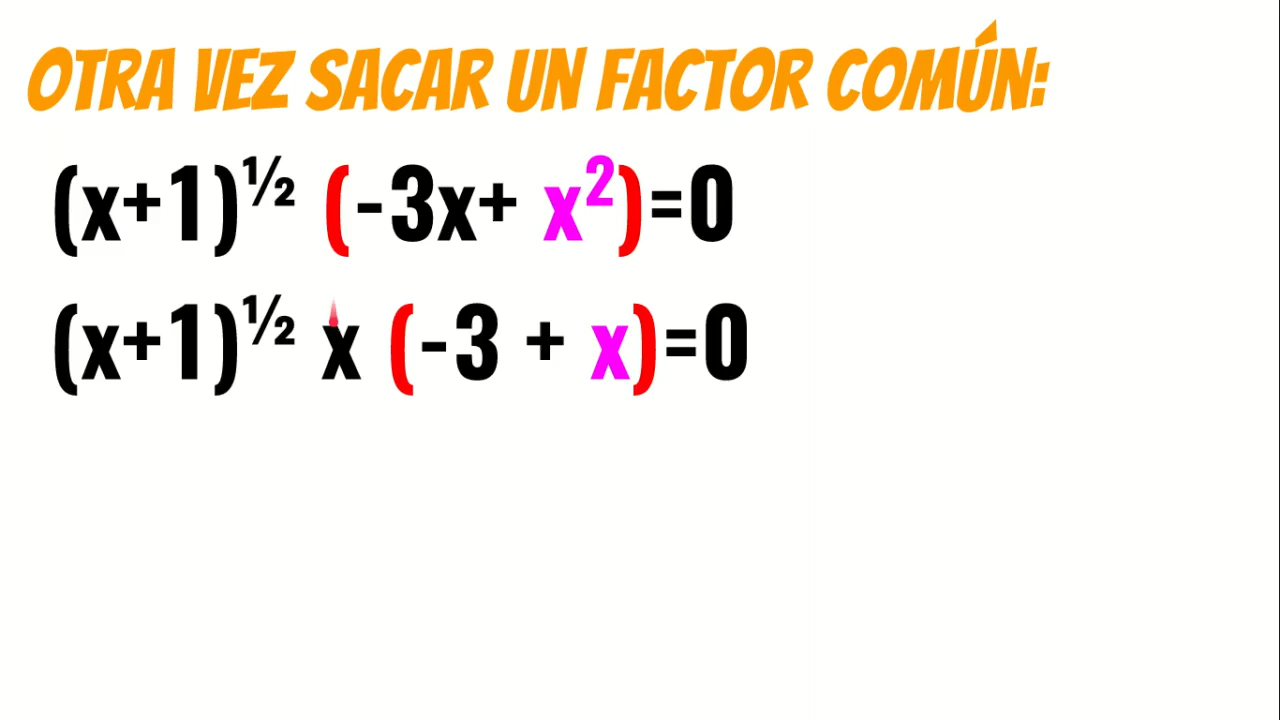 OTRA VEZ SACAR UN FACTOR COMÚN:
(x+1)^½ (-3x+ x²)=0
(x+1)^½ x (-3 + x)=0